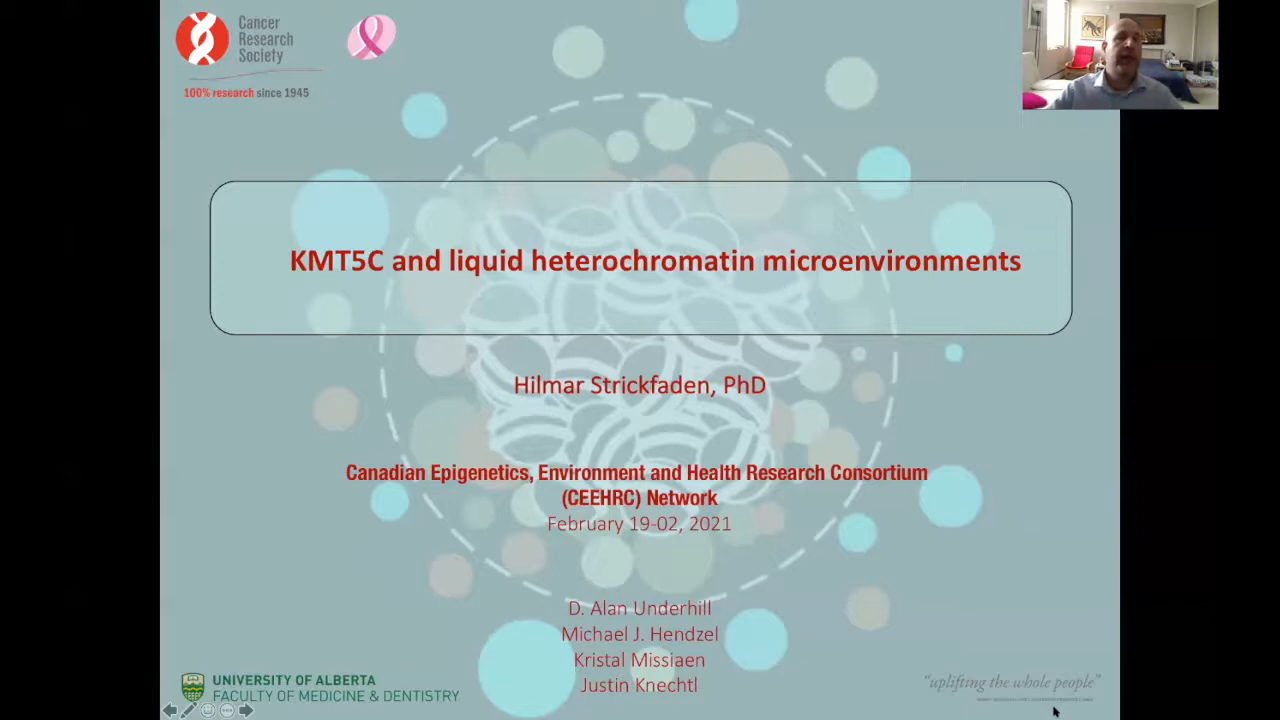 Cancer
Research
Society
100% research since 1945
KMT5C and liquid heterochromatin microenvironments
Hilmar Strickfaden, PhD
Canadian Epigenetics, Environment and Health Research Consortium
(CEEHRC) Network
February 19-02, 2021
D. Alan Underhill
Michael J. Hendzel
Kristal Missiaen
Justin Knechtl
UNIVERSITY OF ALBERTA
FACULTY OF MEDICINE & DENTISTRY
"uplifting the whole people"